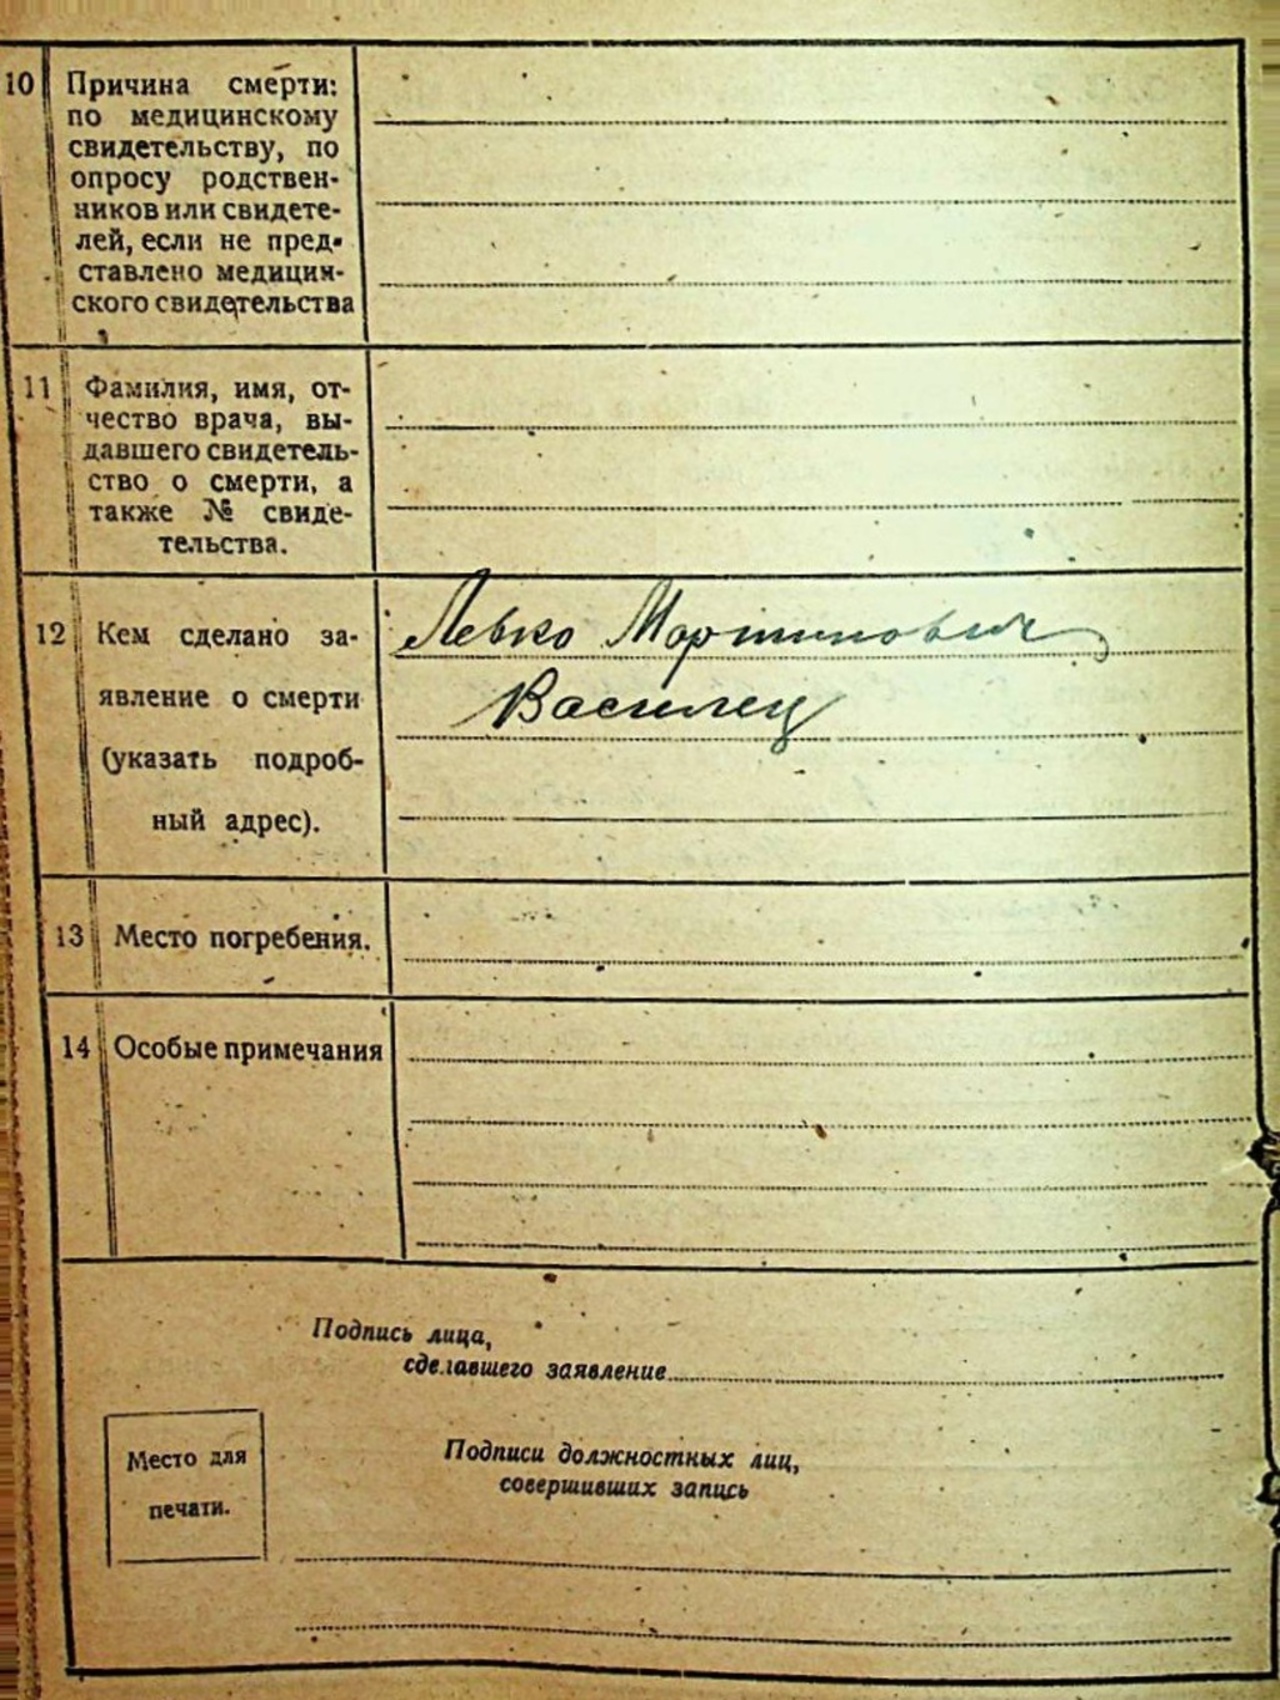 10 Причина смерти:
по медицинскому
свидетельству, по
опросу родствен-
ников или свидете-
лей, если не пред-
ставлено медицин-
ского свидетельства
11 Фамилия, имя, от-
чество врача, вы-
давшего свидетель-
ство о смерти, а
также № свиде-
тельства.
12 Кем сделано за-
явление о смерти
(указать подроб-
ный адрес).
Левко Мортинович
Василец
13 Место погребения.
14 Особые примечания
Подпись лица,
сделавшего заявление
Место для
печати.
Подписи должностных лиц,
совершивших запись